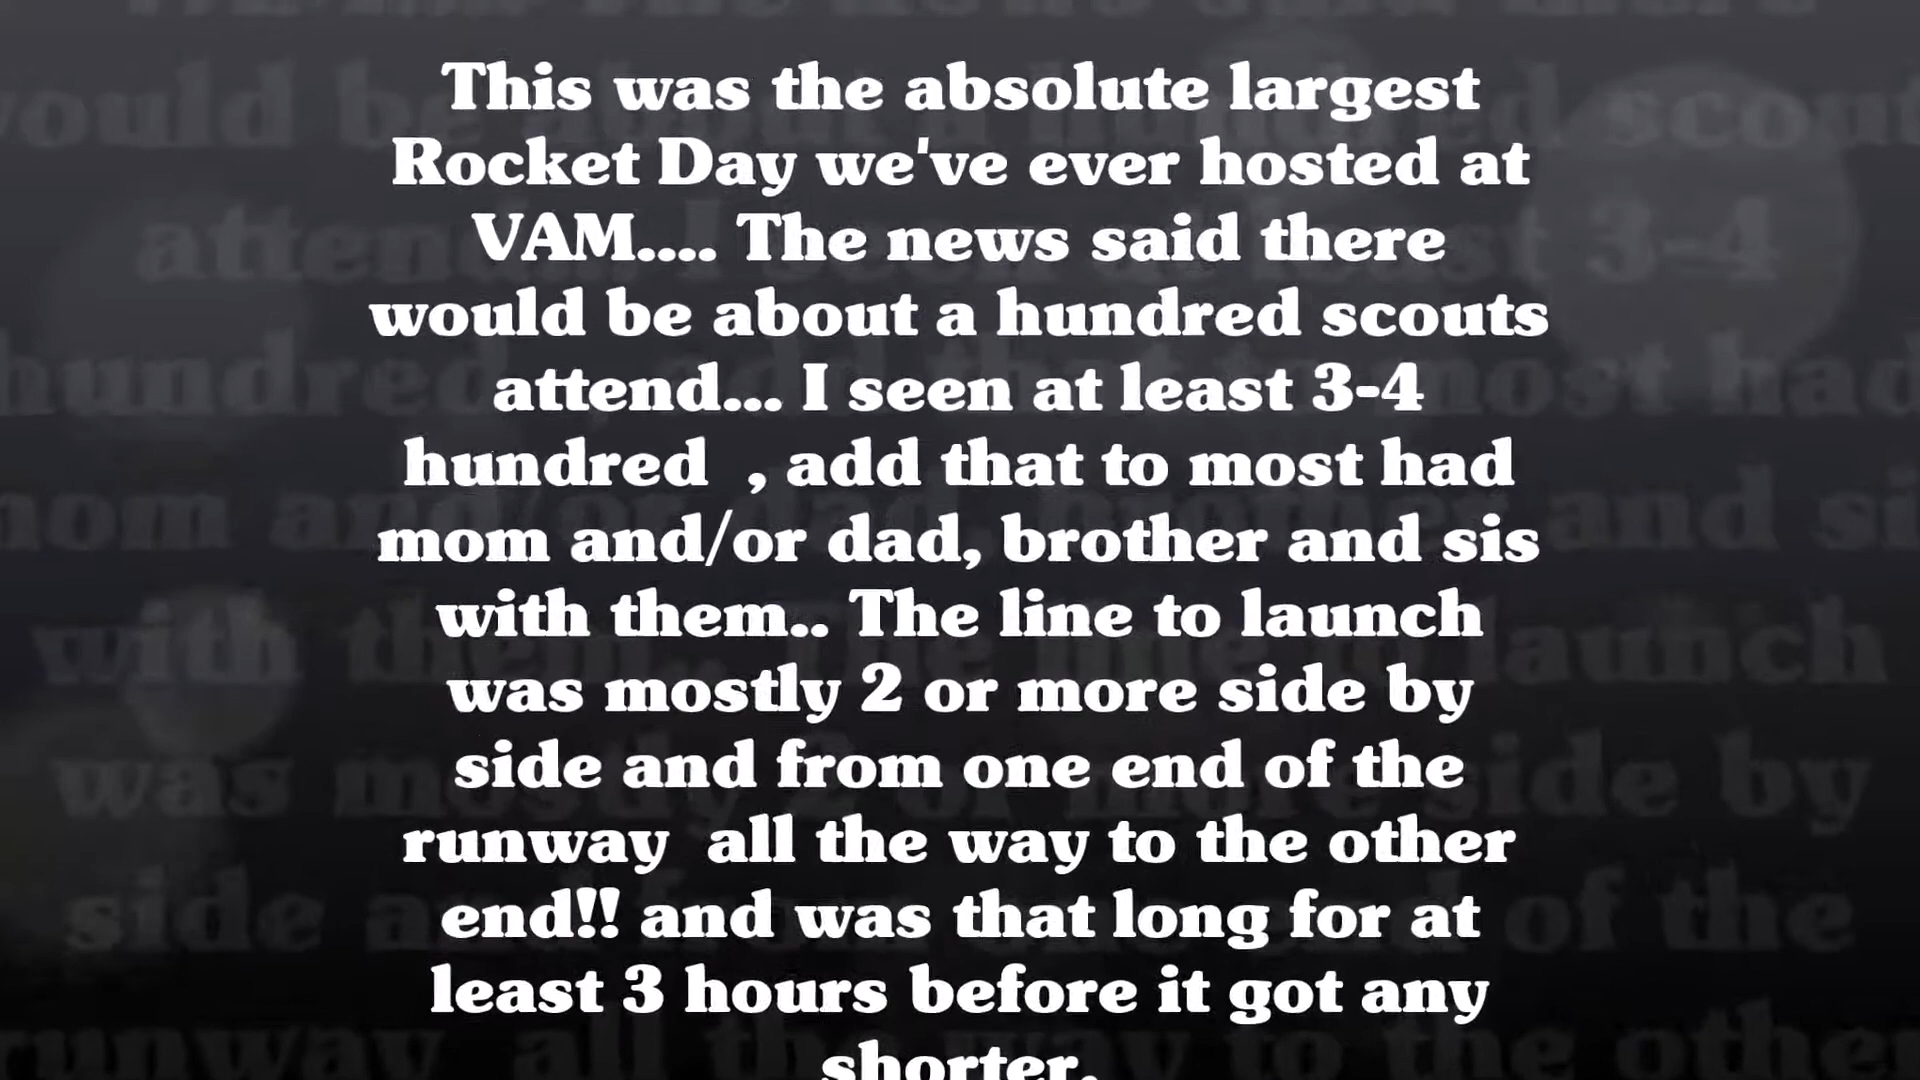 This was the absolute largest
Rocket Day we've ever hosted at
VAM.... The news said there
would be about a hundred scouts
attend... I seen at least 3-4
hundred  , add that to most had
mom and/or dad, brother and sis
with them.. The line to launch
was mostly 2 or more side by
side and from one end of the
runway  all the way to the other
end!! and was that long for at
least 3 hours before it got any
shorter.